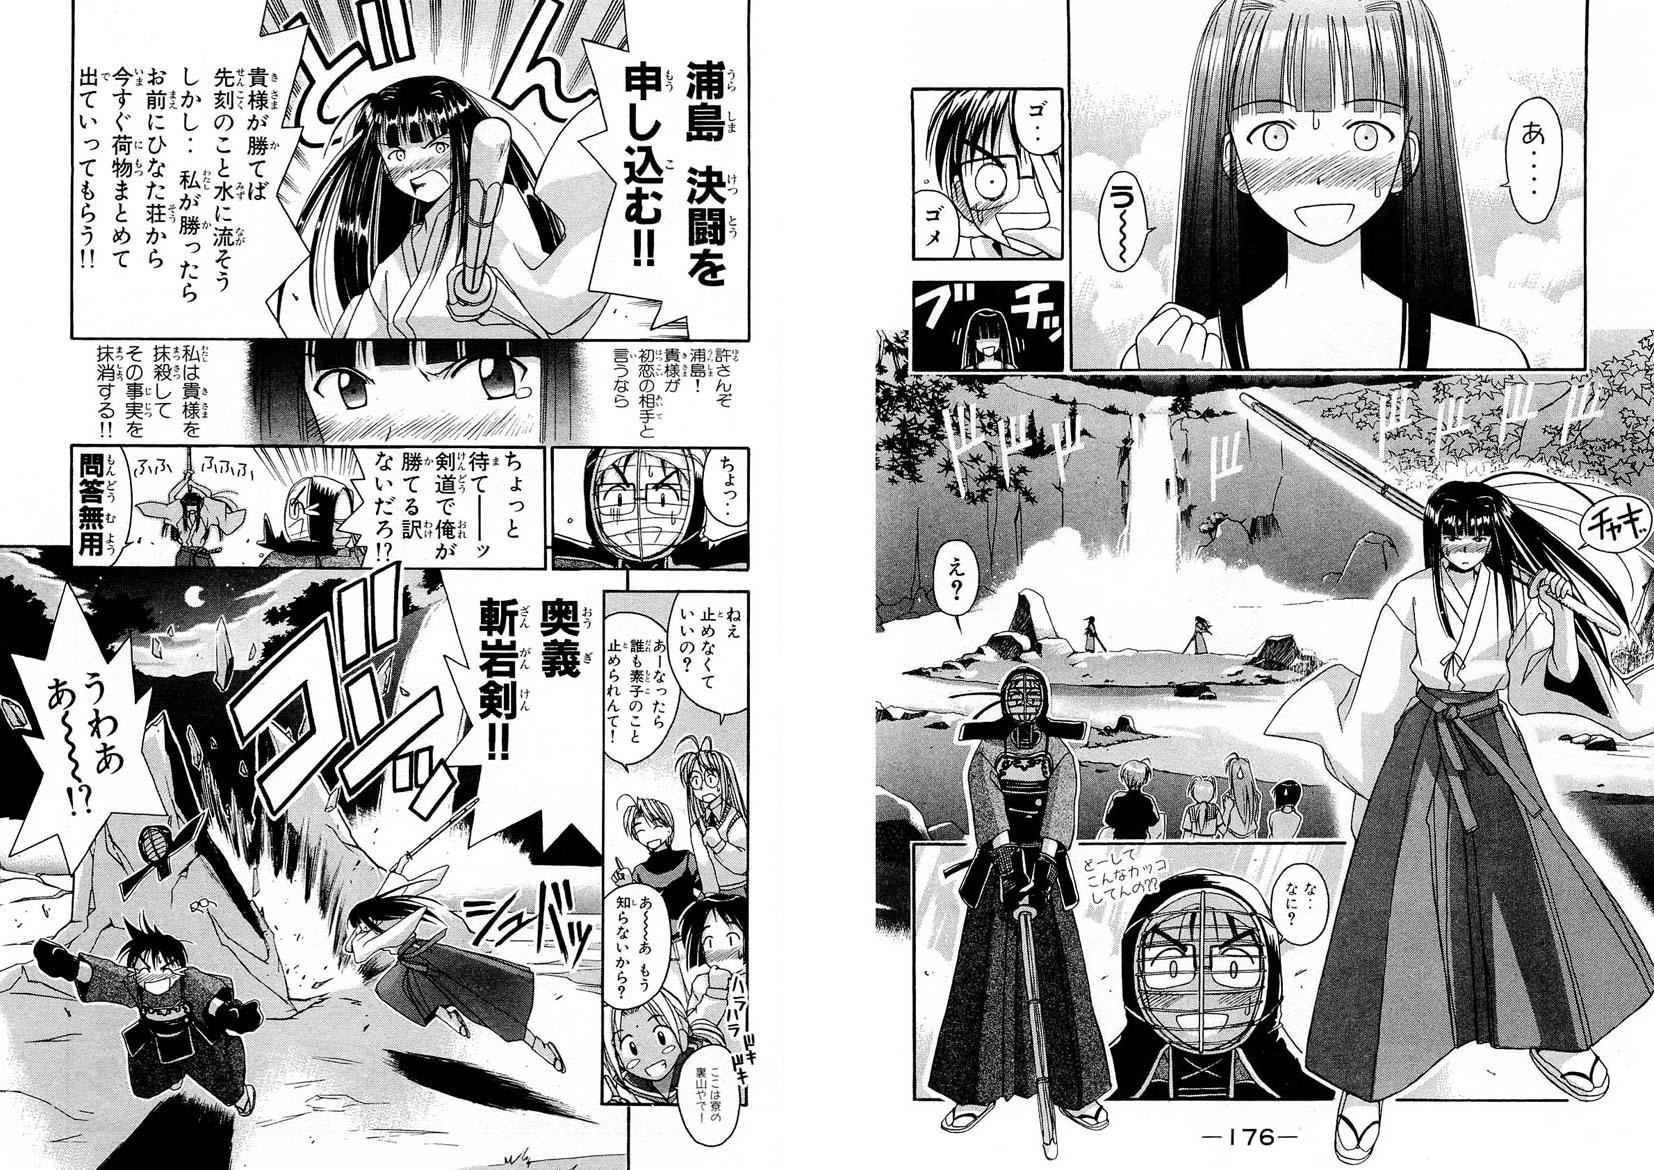 あ‥‥
う〜〜〜
ゴ‥
ゴメ
ブチッ
ドドドドドド
チャキッ
え?
どーして
こんなカッコ
してんの??
な‥
なに?
—176—
どどん
浦島 決闘を
申し込む!!
貴様が勝てば
先刻のこと水に流そう
しかし‥ 私が勝ったら
お前にひなた荘から
今すぐ荷物まとめて
出ていってもらう!!
許さんぞ
浦島!
貴様が
初恋の相手と
言うなら
私は貴様を
抹殺して
その事実を
抹消する!!
ちょっ‥
ちょっと
待て──ッ
剣道で俺が
勝てる訳
ないだろ!?
ふふふ
ふふ
問答無用
ねえ
止めなくて
いいの?
あーなったら
誰も素子のこと
止められんて!
あ〜〜あ もう
知らないから?
ハラハラ
ドキドキ
ここは寮の
裏山やで!
奥義
斬岩剣!!
ゴゴッ
シュバッ
うわあ
あ〜〜〜!?